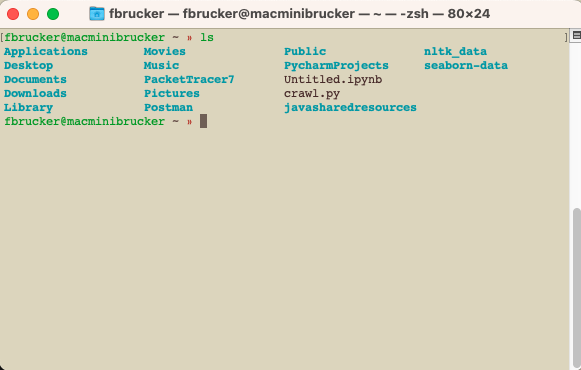 fbrucker — fbrucker@macminibrucker — ~ — -zsh — 80×24
[fbrucker@macminibrucker ~ » ls ]
Applications Movies Public nltk_data
Desktop Music PycharmProjects seaborn-data
Documents PacketTracer7 Untitled.ipynb
Downloads Pictures crawl.py
Library Postman javasharedresources
fbrucker@macminibrucker ~ »